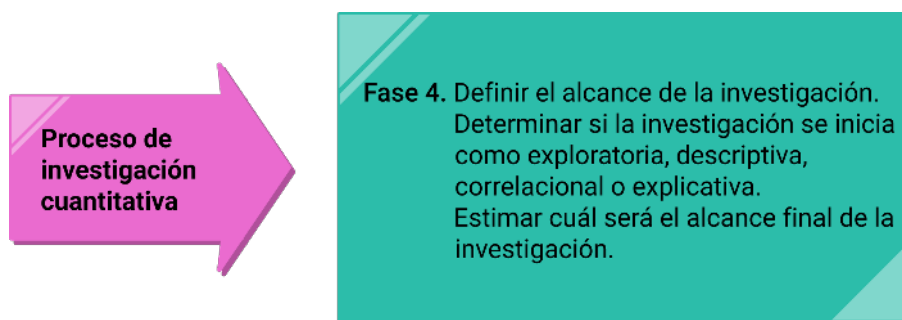 Proceso de
investigación
cuantitativa
Fase 4. Definir el alcance de la investigación.
Determinar si la investigación se inicia
como exploratoria, descriptiva,
correlacional o explicativa.
Estimar cuál será el alcance final de la
investigación.